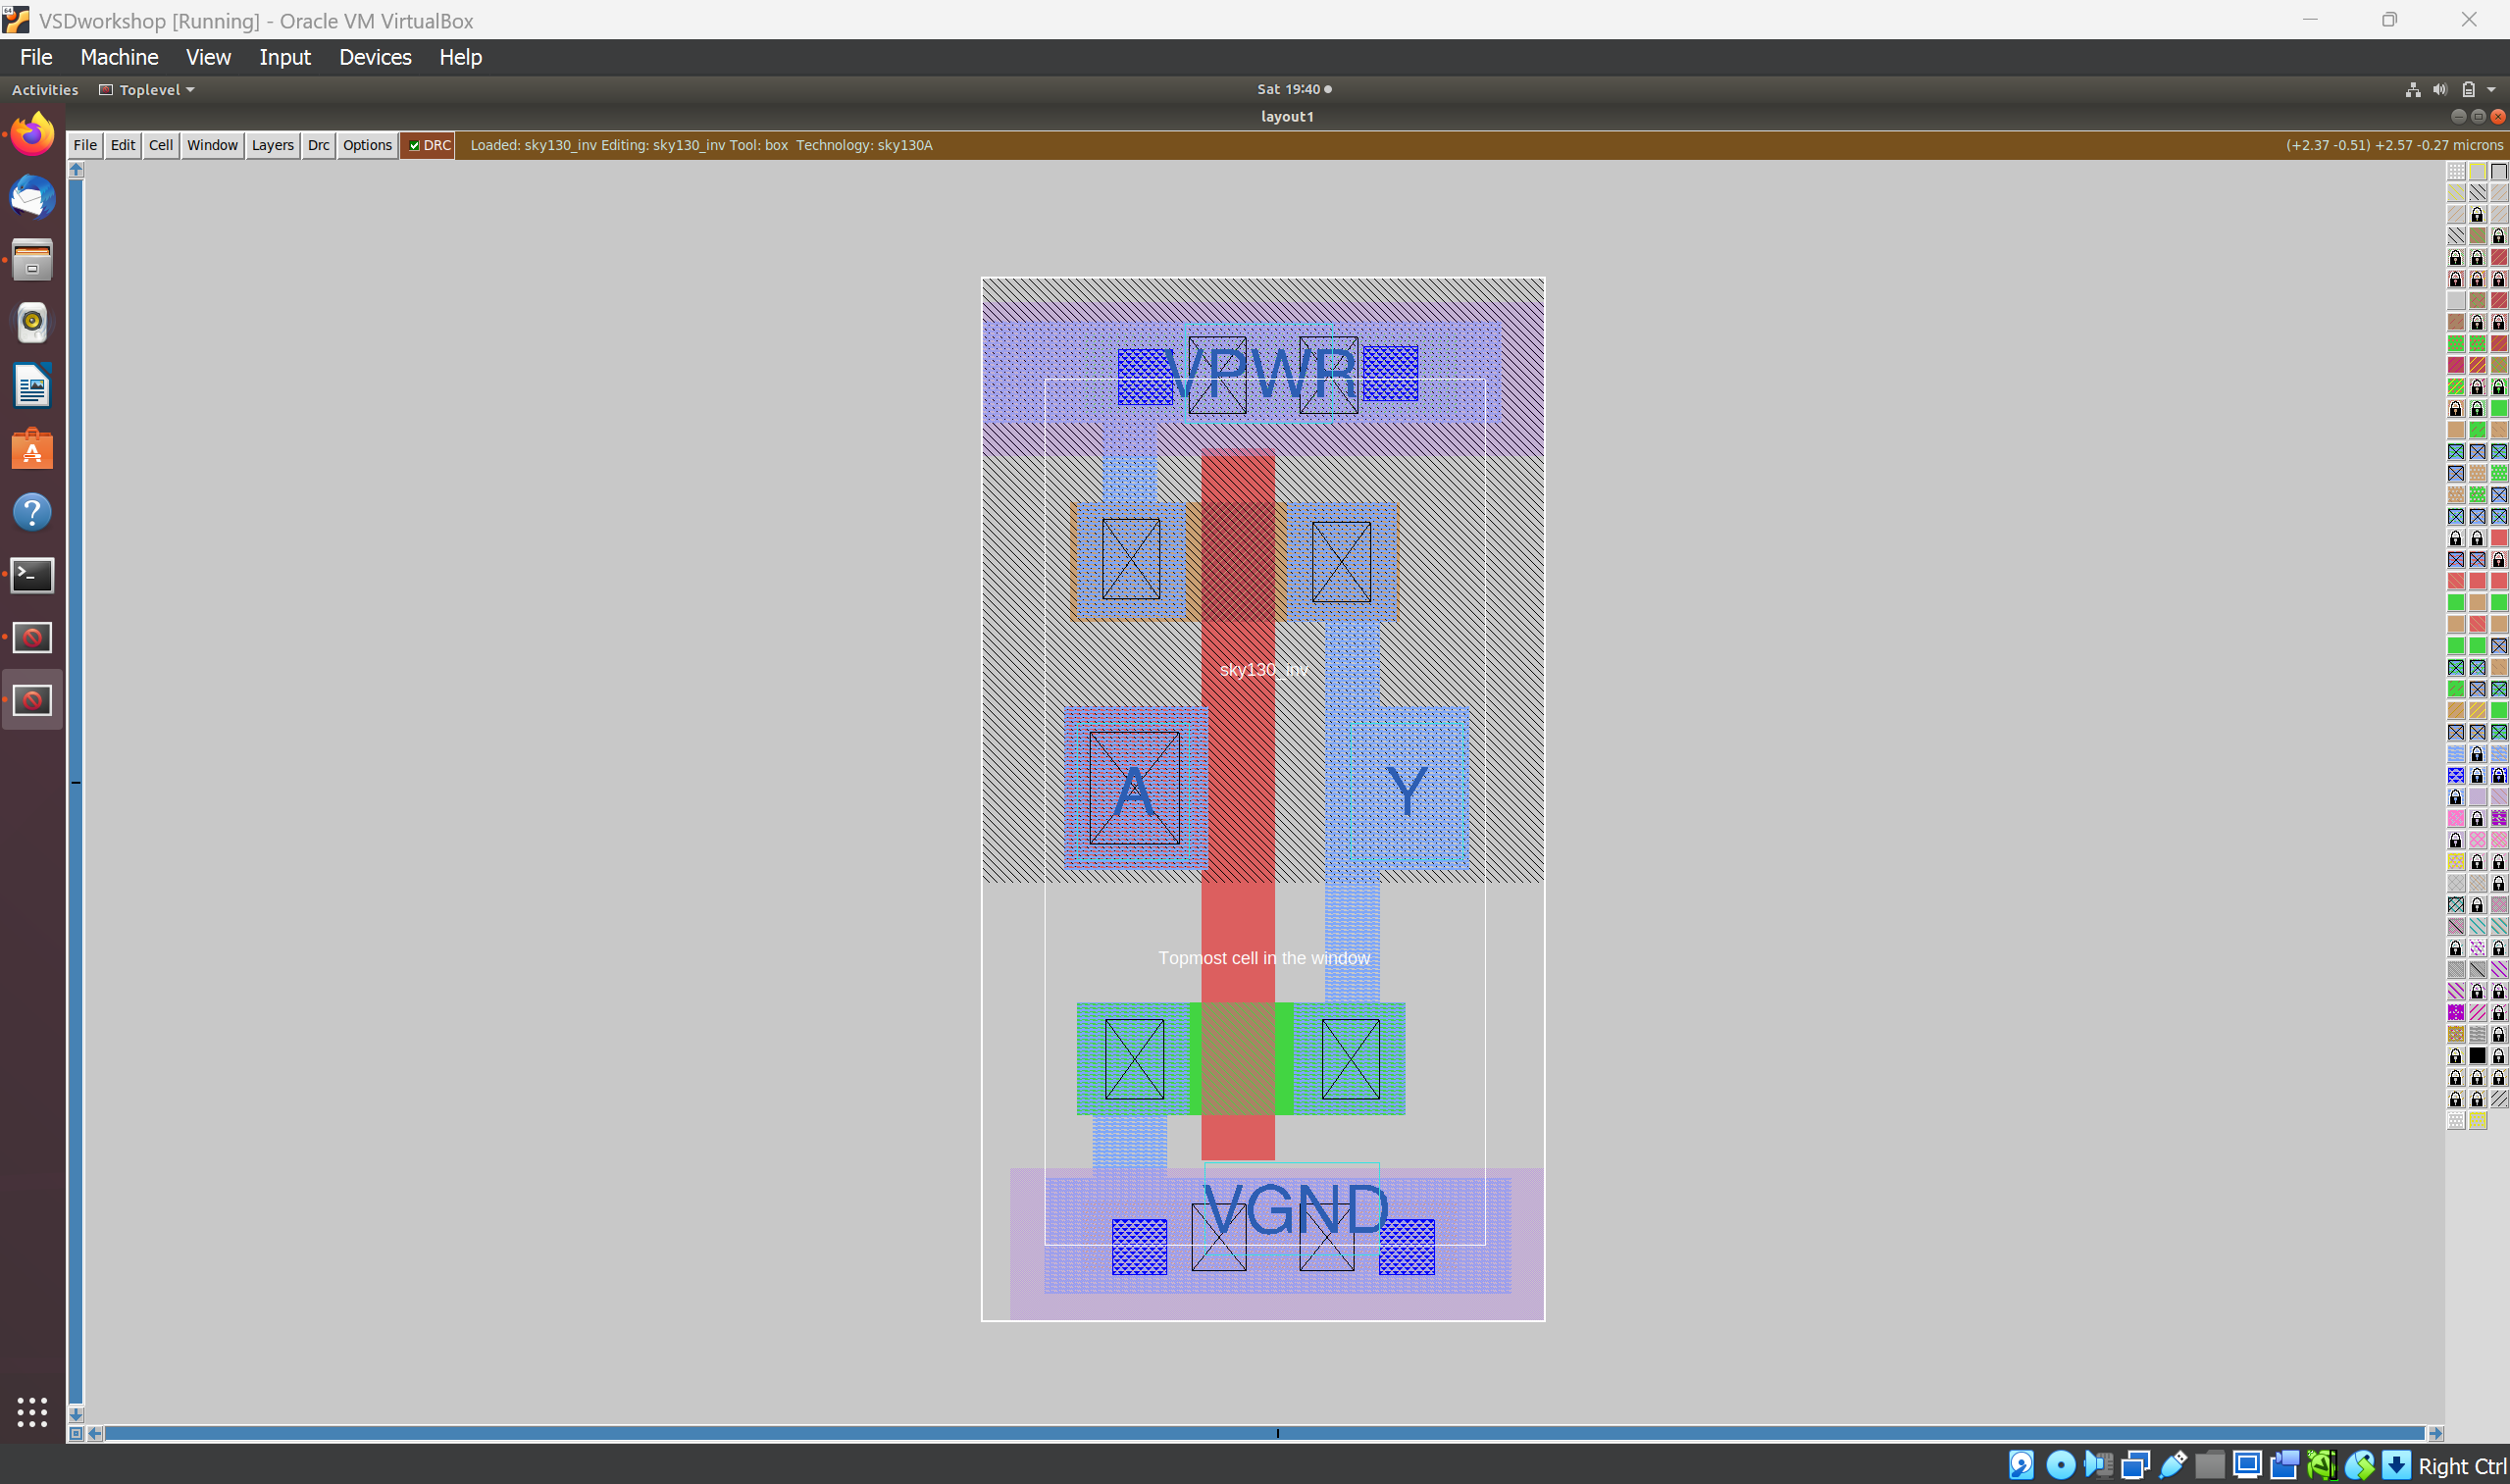 VSDworkshop [Running] - Oracle VM VirtualBox
File Machine View Input Devices Help
Activities Toplevel Sat 19:40
layout1
File Edit Cell Window Layers Drc Options DRC Loaded: sky130_inv Editing: sky130_inv Tool: box Technology: sky130A (+2.37 -0.51) +2.57 -0.27 microns
VPWR
sky130_inv
A Y
Topmost cell in the window
VGND
Right Ctrl